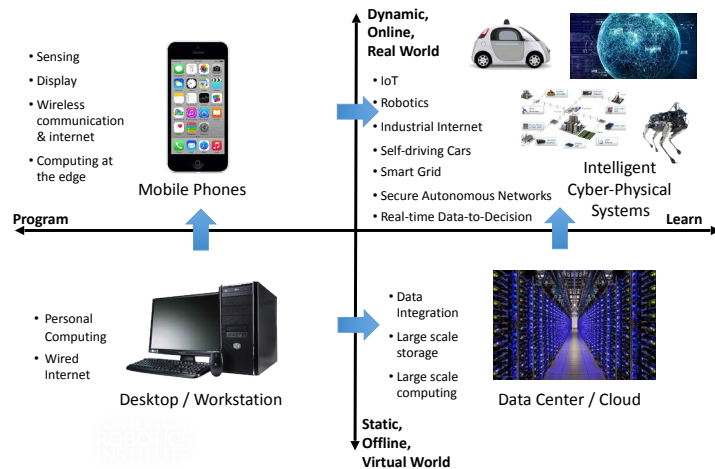 Dynamic,
Online,
Real World
• Sensing
• Display
• Wireless
communication
& internet
• Computing at
the edge
Mobile Phones
• IoT
• Robotics
• Industrial Internet
• Self-driving Cars
• Smart Grid
• Secure Autonomous Networks
• Real-time Data-to-Decision
Intelligent
Cyber-Physical
Systems
Program
Learn
• Personal
Computing
• Wired
Internet
Desktop / Workstation
• Data
Integration
• Large scale
storage
• Large scale
computing
Data Center / Cloud
Static,
Offline,
Virtual World
ROBOTICS
INSTITUTE